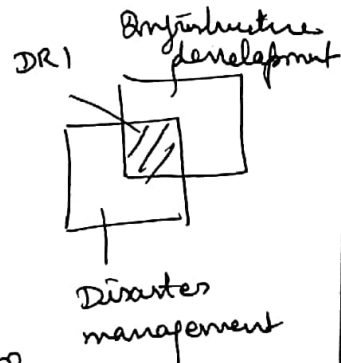 DRI
Infrastructure
development
Disaster
management